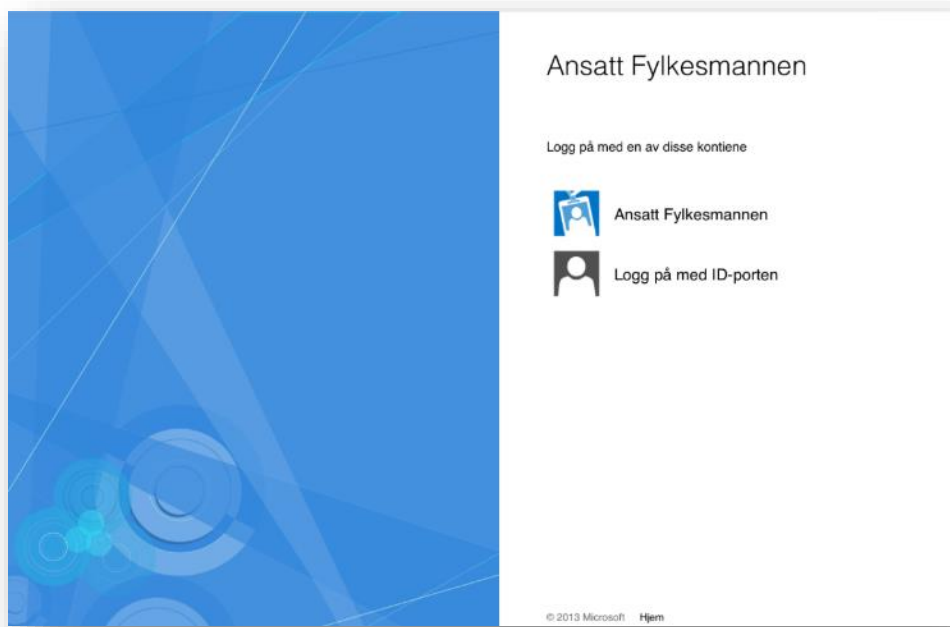 Ansatt Fylkesmannen
Logg på med en av disse kontiene
Ansatt Fylkesmannen
Logg på med ID-porten
© 2013 Microsoft Hjem